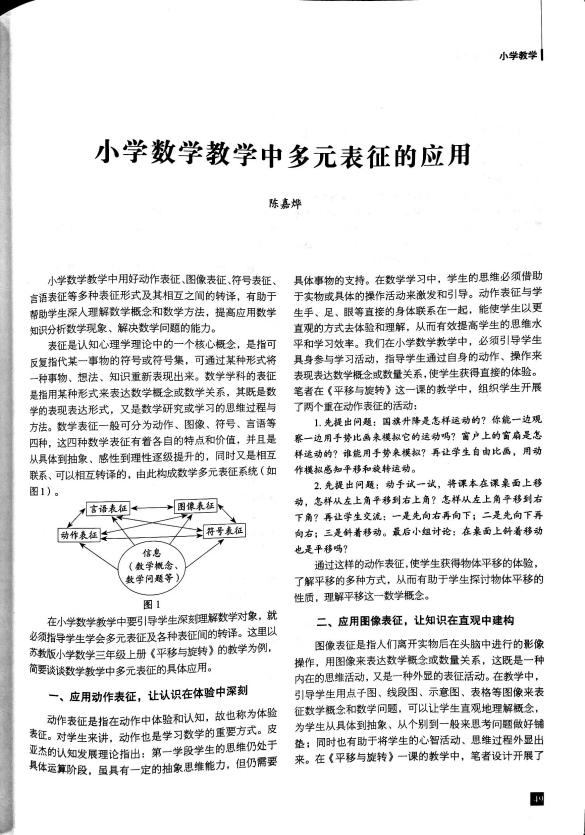 小学教学
小学数学教学中多元表征的应用
陈嘉烨
小学数学教学中用好动作表征、图像表征、符号表征、
言语表征等多种表征形式及其相互之间的转译，有助于
帮助学生深入理解数学概念和数学方法，提高应用数学
知识分析数学现象、解决数学问题的能力。
表征是认知心理学理论中的一个核心概念，是指可
反复指代某一事物的符号或符号集，可通过某种形式将
一种事物、想法、知识重新表现出来。数学学科的表征
是指用某种形式来表达数学概念或数学关系，其既是数
学的表现表达形式，又是数学研究或学习的思维过程与
方法。数学表征一般可分为动作、图像、符号、言语等
四种，这四种数学表征有着各自的特点和价值，并且是
从具体到抽象、感性到理性逐级提升的，同时又是相互
联系、可以相互转译的，由此构成数学多元表征系统（如
图1）。
言语表征
图像表征
动作表征
符号表征
信息
（数学概念、
数学问题等）
图1
在小学数学教学中要引导学生深刻理解数学对象，就
必须指导学生学会多元表征及各种表征间的转译。这里以
苏教版小学数学三年级上册《平移与旋转》的教学为例，
简要谈谈数学教学中多元表征的具体应用。
一、应用动作表征，让认识在体验中深刻
动作表征是指在动作中体验和认知，故也称为体验
表征。对学生来讲，动作也是学习数学的重要方式。皮
亚杰的认知发展理论指出：第一学段学生的思维仍处于
具体运算阶段，虽具有一定的抽象思维能力，但仍需要
具体事物的支持。在数学学习中，学生的思维必须借助
于实物或具体的操作活动来激发和引导。动作表征与学
生手、足、眼等直接的身体联系在一起，能使学生以更
直观的方式去体验和理解，从而有效提高学生的思维水
平和学习效率。我们在小学数学教学中，必须引导学生
具身参与学习活动，指导学生通过自身的动作、操作来
表现表达数学概念或数量关系，使学生获得直接的体验。
笔者在《平移与旋转》这一课的教学中，组织学生开展
了两个重在动作表征的活动：
1.先提出问题：国旗升降是怎样运动的？你能一边观
察一边用手势比画来模拟它的运动吗？窗户上的窗扇是怎
样运动的？谁能用手势来模拟？再让学生自由比画，用动
作模拟感知平移和旋转运动。
2.先提出问题：动手试一试，将课本在课桌面上移
动，怎样从左上角平移到右上角？怎样从左上角平移到右
下角？再让学生交流：一是先向右再向下；二是先向下再
向右；三是斜着移动。最后小组讨论：在桌面上斜着移动
也是平移吗？
通过这样的动作表征，使学生获得物体平移的体验，
了解平移的多种方式，从而有助于学生探讨物体平移的
性质，理解平移这一数学概念。
二、应用图像表征，让知识在直观中建构
图像表征是指人们离开实物后在头脑中进行的影像
操作，用图像来表达数学概念或数量关系，这既是一种
内在的思维活动，又是一种外显的表征活动。在教学中，
引导学生用点子图、线段图、示意图、表格等图像来表
征数学概念和数学问题，可以让学生直观地理解概念，
为学生从具体到抽象、从个别到一般来思考问题做好铺
垫；同时也有助于将学生的心智活动、思维过程外显出
来。在《平移与旋转》一课的教学中，笔者设计开展了
49